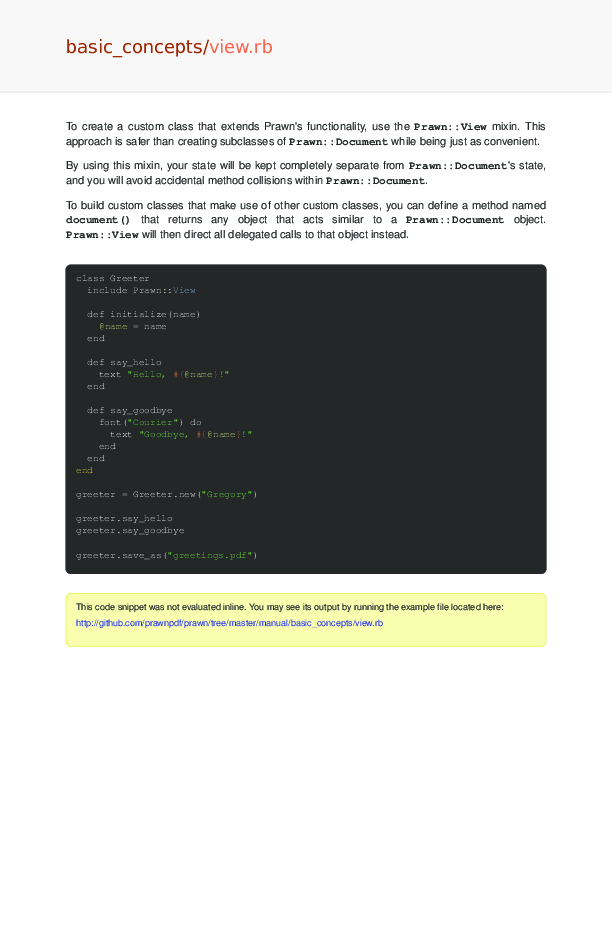 basic_concepts/view.rb
To create a custom class that extends Prawn's functionality, use the Prawn::View mixin. This
approach is safer than creating subclasses of Prawn::Document while being just as convenient.
By using this mixin, your state will be kept completely separate from Prawn::Document's state,
and you will avoid accidental method collisions within Prawn::Document.
To build custom classes that make use of other custom classes, you can define a method named
document() that returns any object that acts similar to a Prawn::Document object.
Prawn::View will then direct all delegated calls to that object instead.
class Greeter
  include Prawn::View
  def initialize(name)
    @name = name
  end
  def say_hello
    text "Hello, #{@name}!"
  end
  def say_goodbye
    font("Courier") do
      text "Goodbye, #{@name}!"
    end
  end
end
greeter = Greeter.new("Gregory")
greeter.say_hello
greeter.say_goodbye
greeter.save_as("greetings.pdf")
This code snippet was not evaluated inline. You may see its output by running the example file located here:
http://github.com/prawnpdf/prawn/tree/master/manual/basic_concepts/view.rb